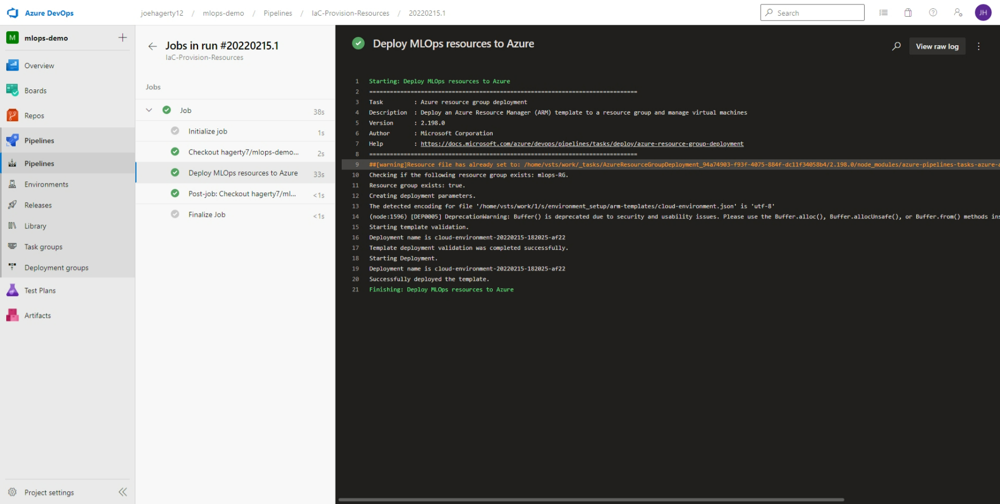 Azure DevOps
joehagerty12 / mlops-demo / Pipelines / IaC-Provision-Resources / 20220215.1
Search
JH
M mlops-demo
Overview
Boards
Repos
Pipelines
Pipelines
Environments
Releases
Library
Task groups
Deployment groups
Test Plans
Artifacts
Project settings
Jobs in run #20220215.1
IaC-Provision-Resources
Jobs
Job 38s
Initialize job 1s
Checkout hagerty7/mlops-demo... 2s
Deploy MLOps resources to Azure 33s
Post-job: Checkout hagerty7/ml... <1s
Finalize Job <1s
Deploy MLOps resources to Azure
View raw log
1 Starting: Deploy MLOps resources to Azure
2 ==============================================================================
3 Task : Azure resource group deployment
4 Description : Deploy an Azure Resource Manager (ARM) template to a resource group and manage virtual machines
5 Version : 2.198.0
6 Author : Microsoft Corporation
7 Help : https://docs.microsoft.com/azure/devops/pipelines/tasks/deploy/azure-resource-group-deployment
8 ==============================================================================
9 ##[warning]Resource file has already set to: /home/vsts/work/_tasks/AzureResourceGroupDeployment_94a74903-f93f-4075-884f-dc11f34058b4/2.198.0/node_modules/azure-pipelines-tasks-azure-a
10 Checking if the following resource group exists: mlops-RG.
11 Resource group exists: true.
12 Creating deployment parameters.
13 The detected encoding for file '/home/vsts/work/1/s/environment_setup/arm-templates/cloud-environment.json' is 'utf-8'
14 (node:1596) [DEP0005] DeprecationWarning: Buffer() is deprecated due to security and usability issues. Please use the Buffer.alloc(), Buffer.allocUnsafe(), or Buffer.from() methods ins
15 Starting template validation.
16 Deployment name is cloud-environment-20220215-182025-af22
17 Template deployment validation was completed successfully.
18 Starting Deployment.
19 Deployment name is cloud-environment-20220215-182025-af22
20 Successfully deployed the template.
21 Finishing: Deploy MLOps resources to Azure